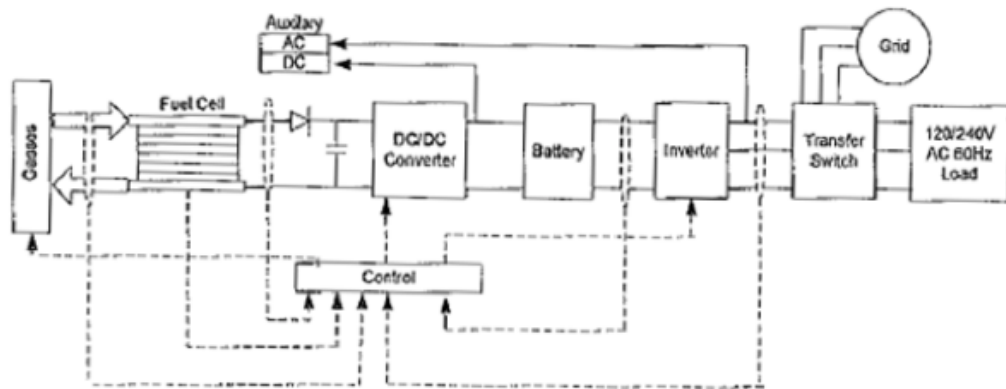 Auxilary
AC
DC
Grid
Gasses
Fuel Cell
DC/DC
Converter
Battery
Inverter
Transfer
Switch
120/240V
AC 60Hz
Load
Control